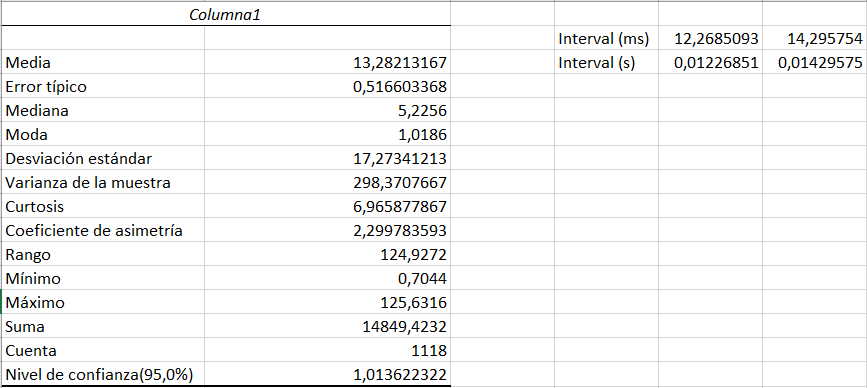 Columna1
Interval (ms) 12,2685093 14,295754
Media 13,28213167 Interval (s) 0,01226851 0,01429575
Error típico 0,516603368
Mediana 5,2256
Moda 1,0186
Desviación estándar 17,27341213
Varianza de la muestra 298,3707667
Curtosis 6,965877867
Coeficiente de asimetría 2,299783593
Rango 124,9272
Mínimo 0,7044
Máximo 125,6316
Suma 14849,4232
Cuenta 1118
Nivel de confianza(95,0%) 1,013622322